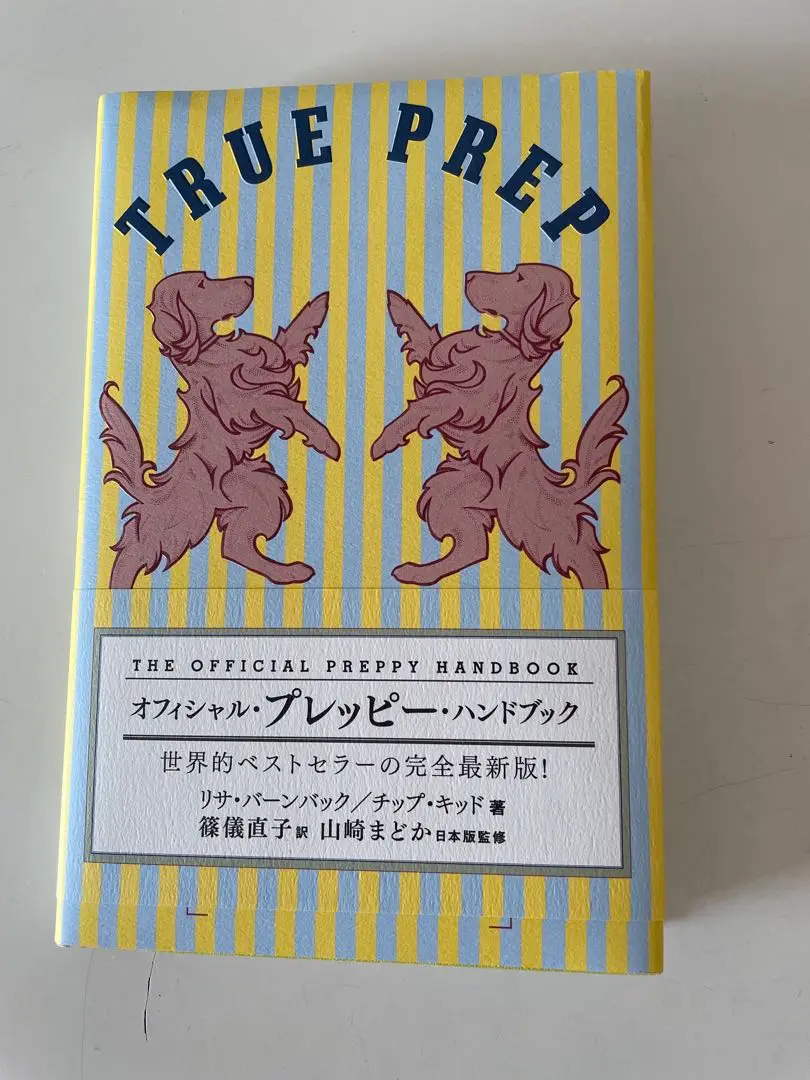 TRUE PREP
THE OFFICIAL PREPPY HANDBOOK
オフィシャル・プレッピー・ハンドブック
世界的ベストセラーの完全最新版!
リサ・バーンバック/チップ・キッド 著
篠儀直子 訳 山崎まどか 日本版監修